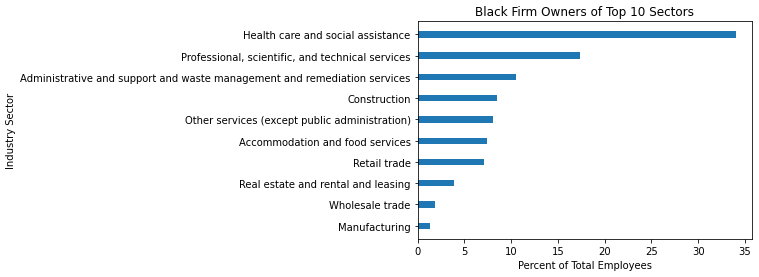 Black Firm Owners of Top 10 Sectors
Health care and social assistance
Professional, scientific, and technical services
Administrative and support and waste management and remediation services
Construction
Other services (except public administration)
Accommodation and food services
Retail trade
Real estate and rental and leasing
Wholesale trade
Manufacturing
Industry Sector
0 5 10 15 20 25 30 35
Percent of Total Employees